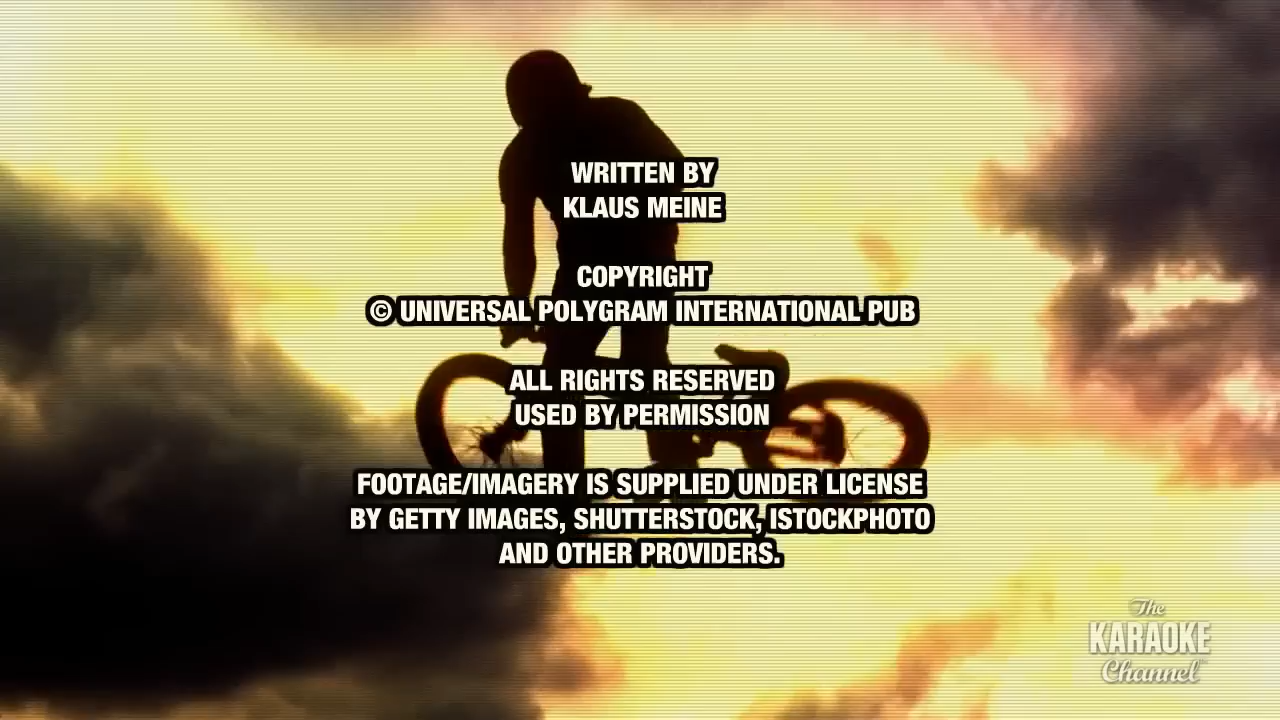 WRITTEN BY
KLAUS MEINE
COPYRIGHT
© UNIVERSAL POLYGRAM INTERNATIONAL PUB
ALL RIGHTS RESERVED
USED BY PERMISSION
FOOTAGE/IMAGERY IS SUPPLIED UNDER LICENSE
BY GETTY IMAGES, SHUTTERSTOCK, ISTOCKPHOTO
AND OTHER PROVIDERS.
The
KARAOKE
Channel™